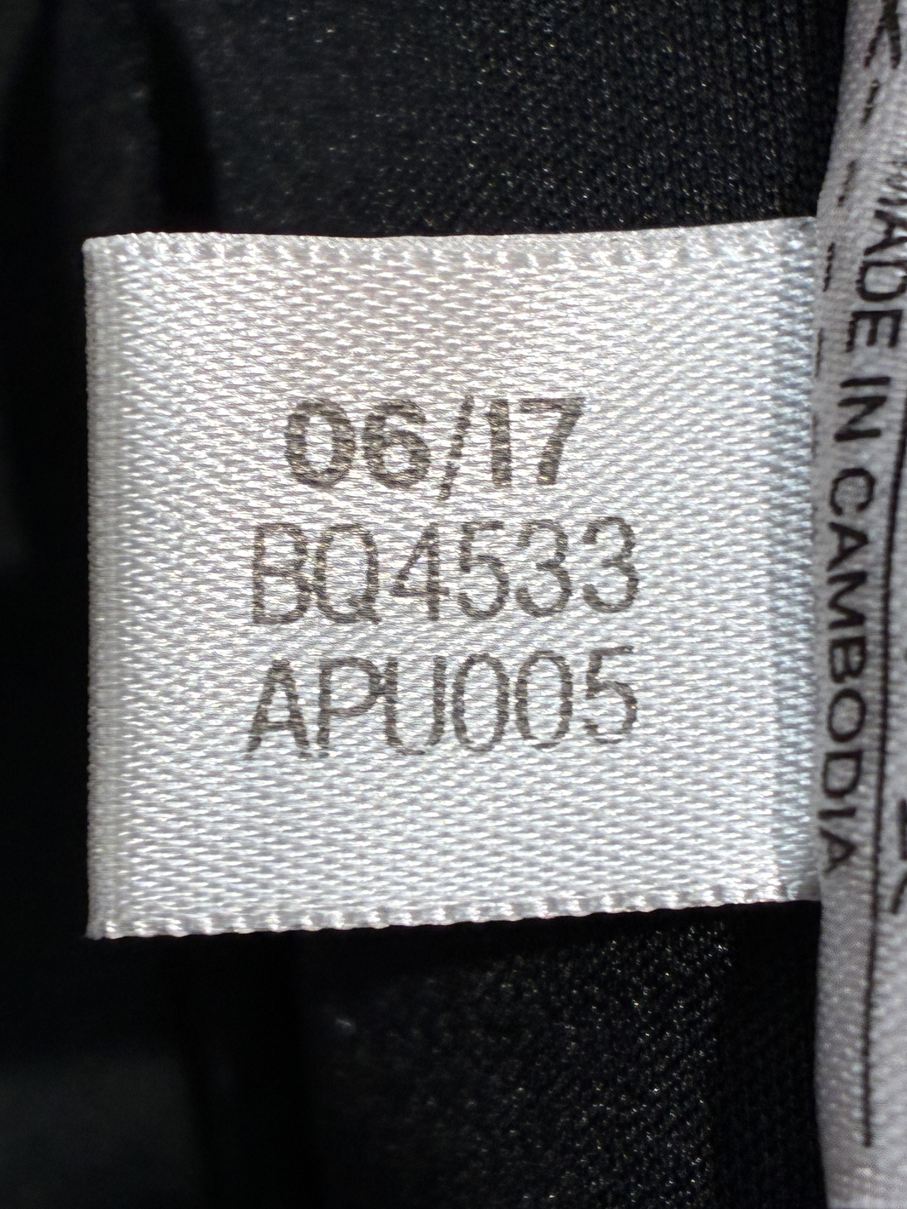 06/17
BQ4533
APU005
MADE IN CAMBODIA